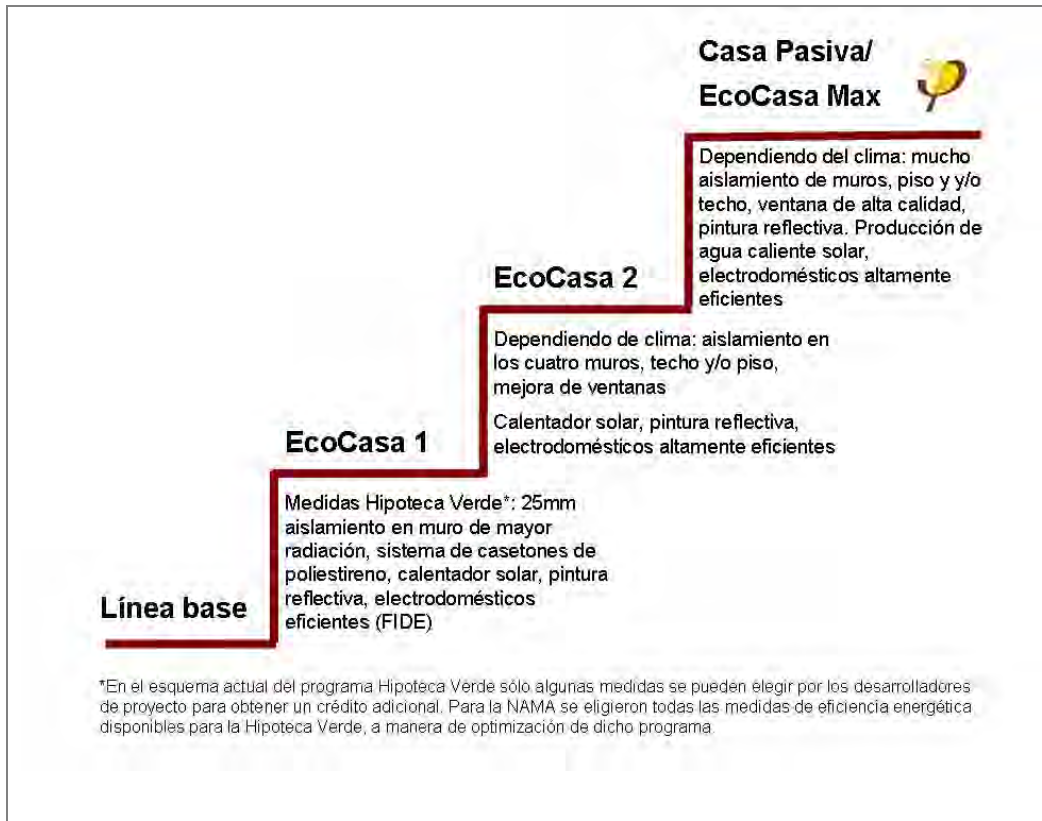 Casa Pasiva/
EcoCasa Max
Dependiendo del clima: mucho
aislamiento de muros, piso y y/o
techo, ventana de alta calidad,
pintura reflectiva. Producción de
agua caliente solar,
electrodomésticos altamente
eficientes
EcoCasa 2
Dependiendo de clima: aislamiento en
los cuatro muros, techo y/o piso,
mejora de ventanas
Calentador solar, pintura reflectiva,
electrodomésticos altamente eficientes
EcoCasa 1
Medidas Hipoteca Verde*: 25mm
aislamiento en muro de mayor
radiación, sistema de casetones de
poliestireno, calentador solar, pintura
reflectiva, electrodomésticos
eficientes (FIDE)
Línea base
*En el esquema actual del programa Hipoteca Verde sólo algunas medidas se pueden elegir por los desarrolladores
de proyecto para obtener un crédito adicional. Para la NAMA se eligieron todas las medidas de eficiencia energética
disponibles para la Hipoteca Verde, a manera de optimización de dicho programa.